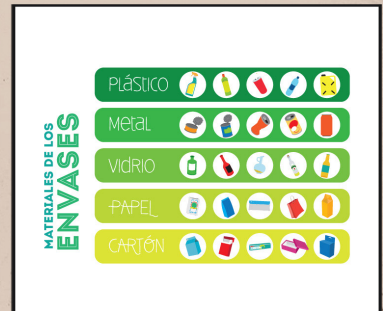 MATERIALES DE LOS
ENVASES
PLÁSTICO
METAL
VIDRIO
PAPEL
CARTÓN